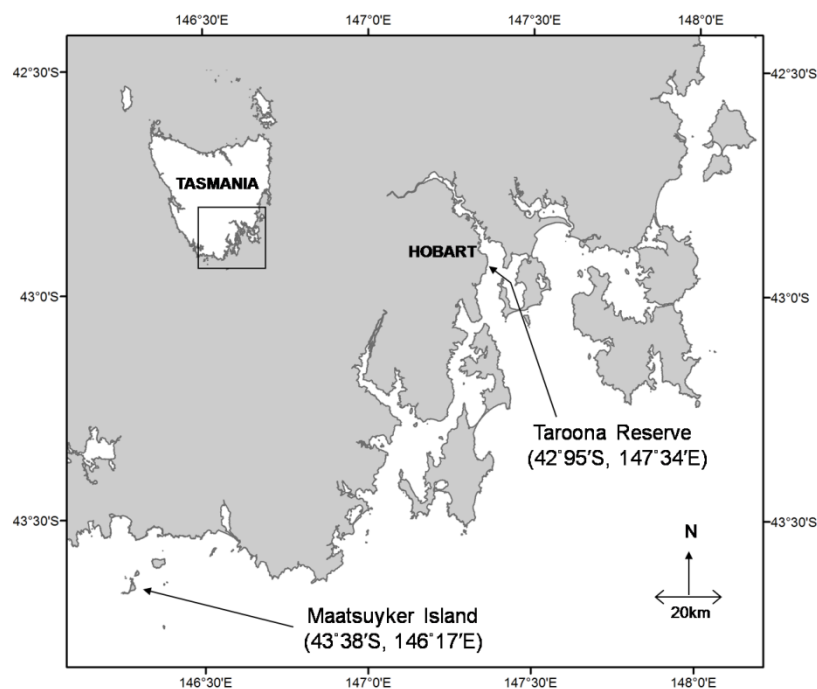 146°30'E 147°0'E 147°30'E 148°0'E
42°30'S 42°30'S
TASMANIA
HOBART
43°0'S 43°0'S
Taroona Reserve
(42°95'S, 147°34'E)
43°30'S 43°30'S
N
20km
Maatsuyker Island
(43°38'S, 146°17'E)
146°30'E 147°0'E 147°30'E 148°0'E